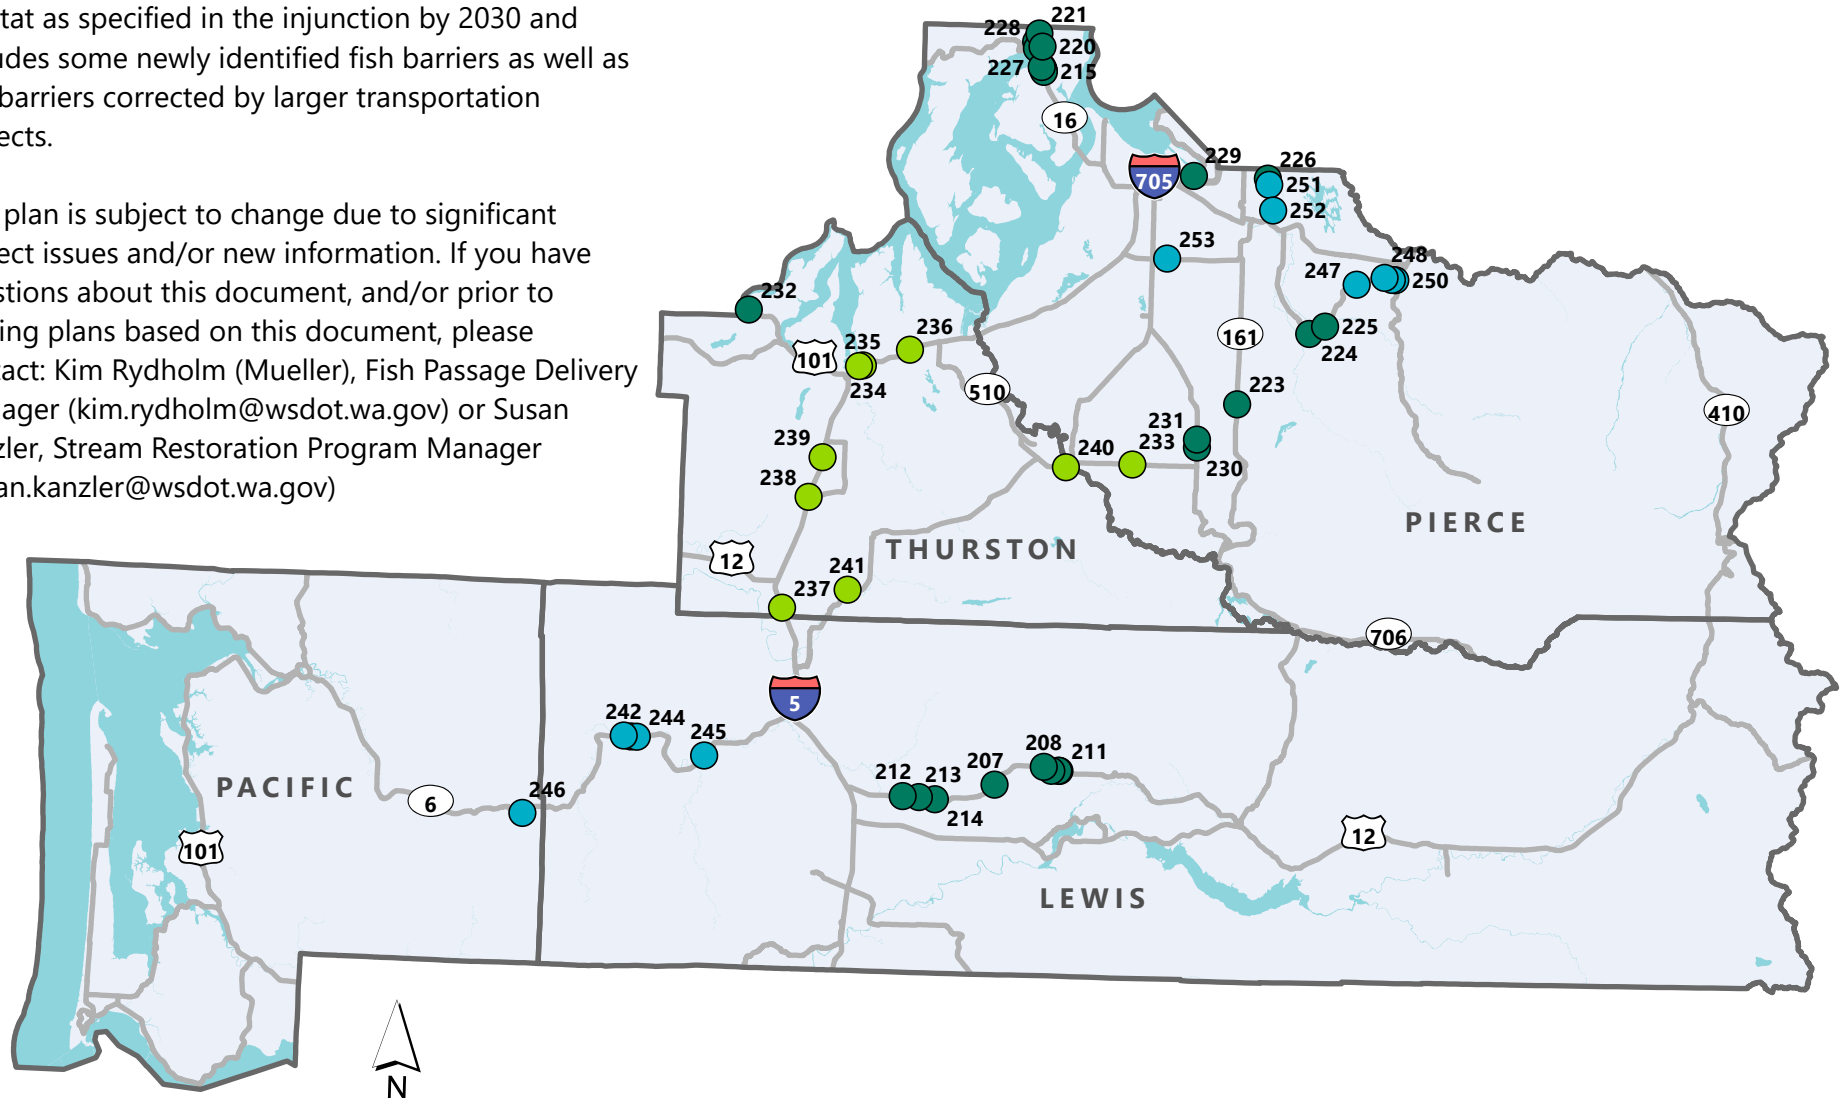 tat as specified in the injunction by 2030 and
udes some newly identified fish barriers as well as
barriers corrected by larger transportation
ects.
plan is subject to change due to significant
ect issues and/or new information. If you have
stions about this document, and/or prior to
ing plans based on this document, please
tact: Kim Rydholm (Mueller), Fish Passage Delivery
ager (kim.rydholm@wsdot.wa.gov) or Susan
zler, Stream Restoration Program Manager
an.kanzler@wsdot.wa.gov)
221
228
220
227
215
16
229
226
705
251
252
253
248
247
250
232
225
224
161
236
235
101
234
510
223
410
231
239
240
233
230
238
PIERCE
THURSTON
12
241
237
706
5
242
244
245
208
211
207
212
213
214
PACIFIC
246
6
12
101
LEWIS
N